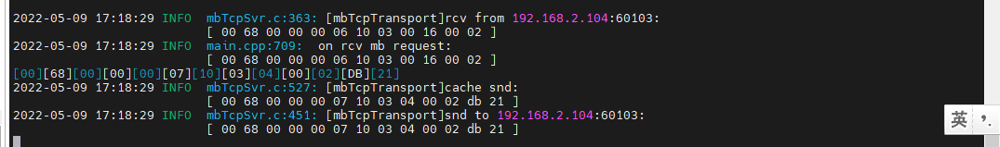 2022-05-09 17:18:29 INFO  mbTcpSvr.c:363: [mbTcpTransport]rcv from 192.168.2.104:60103:
[ 00 68 00 00 00 06 10 03 00 16 00 02 ]
2022-05-09 17:18:29 INFO  main.cpp:709:  on rcv mb request:
[ 00 68 00 00 00 06 10 03 00 16 00 02 ]
[00][68][00][00][00][07][10][03][04][00][02][DB][21]
2022-05-09 17:18:29 INFO  mbTcpSvr.c:527: [mbTcpTransport]cache snd:
[ 00 68 00 00 00 07 10 03 04 00 02 db 21 ]
2022-05-09 17:18:29 INFO  mbTcpSvr.c:451: [mbTcpTransport]snd to 192.168.2.104:60103:
[ 00 68 00 00 00 07 10 03 04 00 02 db 21 ]
英 ’.